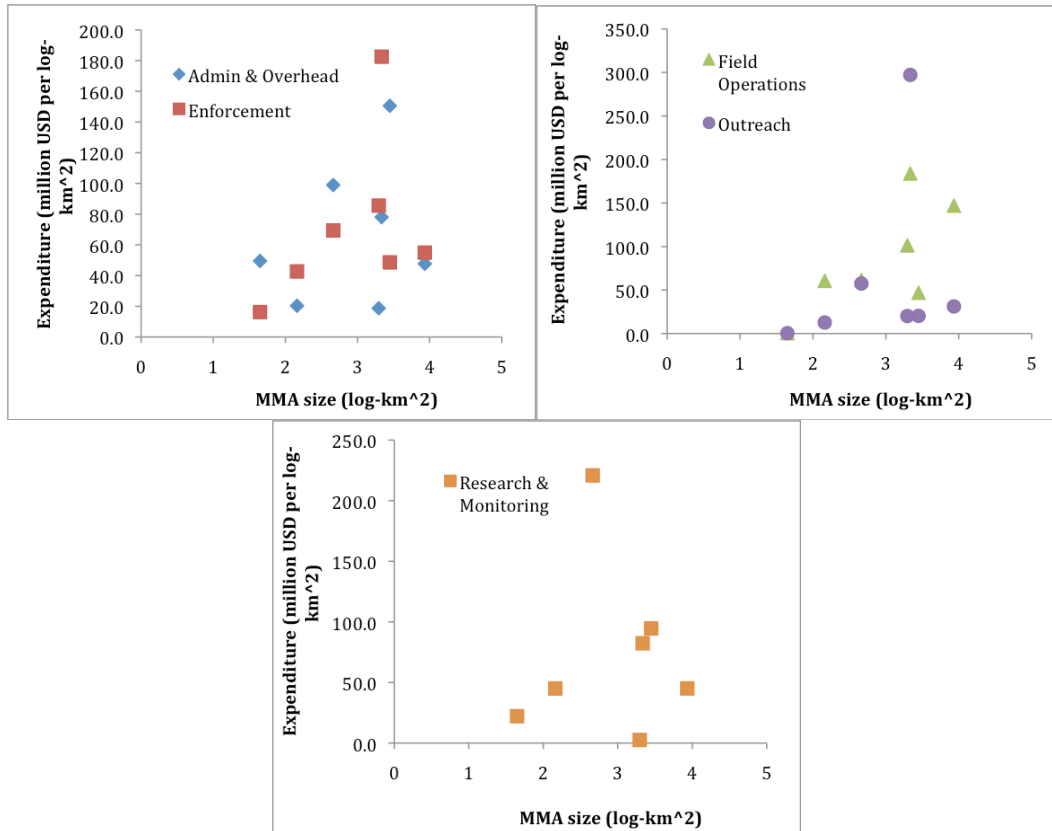 Expenditure (million USD per log-
km^2)
200.0
180.0
160.0
140.0
120.0
100.0
80.0
60.0
40.0
20.0
0.0
Admin & Overhead
Enforcement
0 1 2 3 4 5
MMA size (log-km^2)
Expenditure (million USD per log-
km^2)
350.0
300.0
250.0
200.0
150.0
100.0
50.0
0.0
Field
Operations
Outreach
0 1 2 3 4 5
MMA size (log-km^2)
Expenditure (million USD per log-
km^2)
250.0
200.0
150.0
100.0
50.0
0.0
Research &
Monitoring
0 1 2 3 4 5
MMA size (log-km^2)